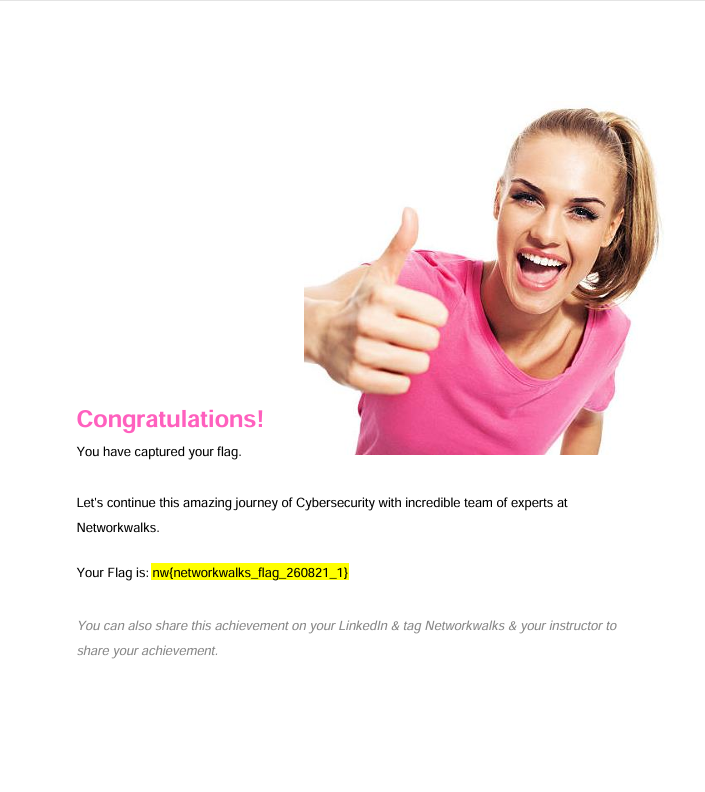 Congratulations!
You have captured your flag.
Let's continue this amazing journey of Cybersecurity with incredible team of experts at
Networkwalks.
Your Flag is: nw{networkwalks_flag_260821_1}
You can also share this achievement on your LinkedIn & tag Networkwalks & your instructor to
share your achievement.